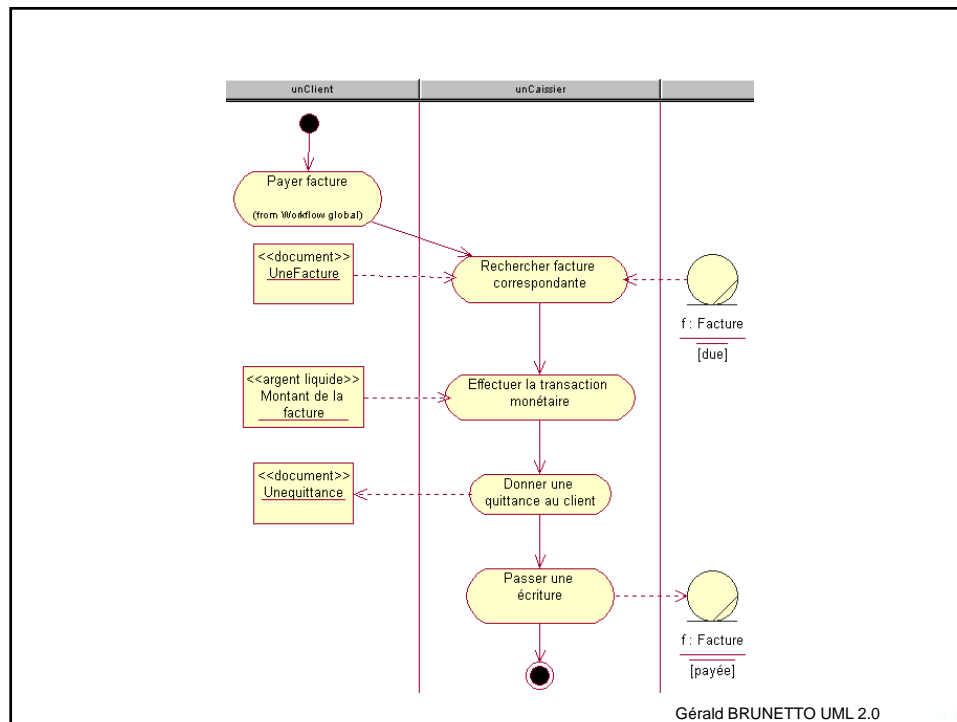 unClient
unCaissier
Payer facture
(from Workflow global)
<<document>>
UneFacture
Rechercher facture
correspondante
f : Facture
[due]
<<argent liquide>>
Montant de la
facture
Effectuer la transaction
monétaire
<<document>>
Unequittance
Donner une
quittance au client
Passer une
écriture
f : Facture
[payée]
Gérald BRUNETTO UML 2.0